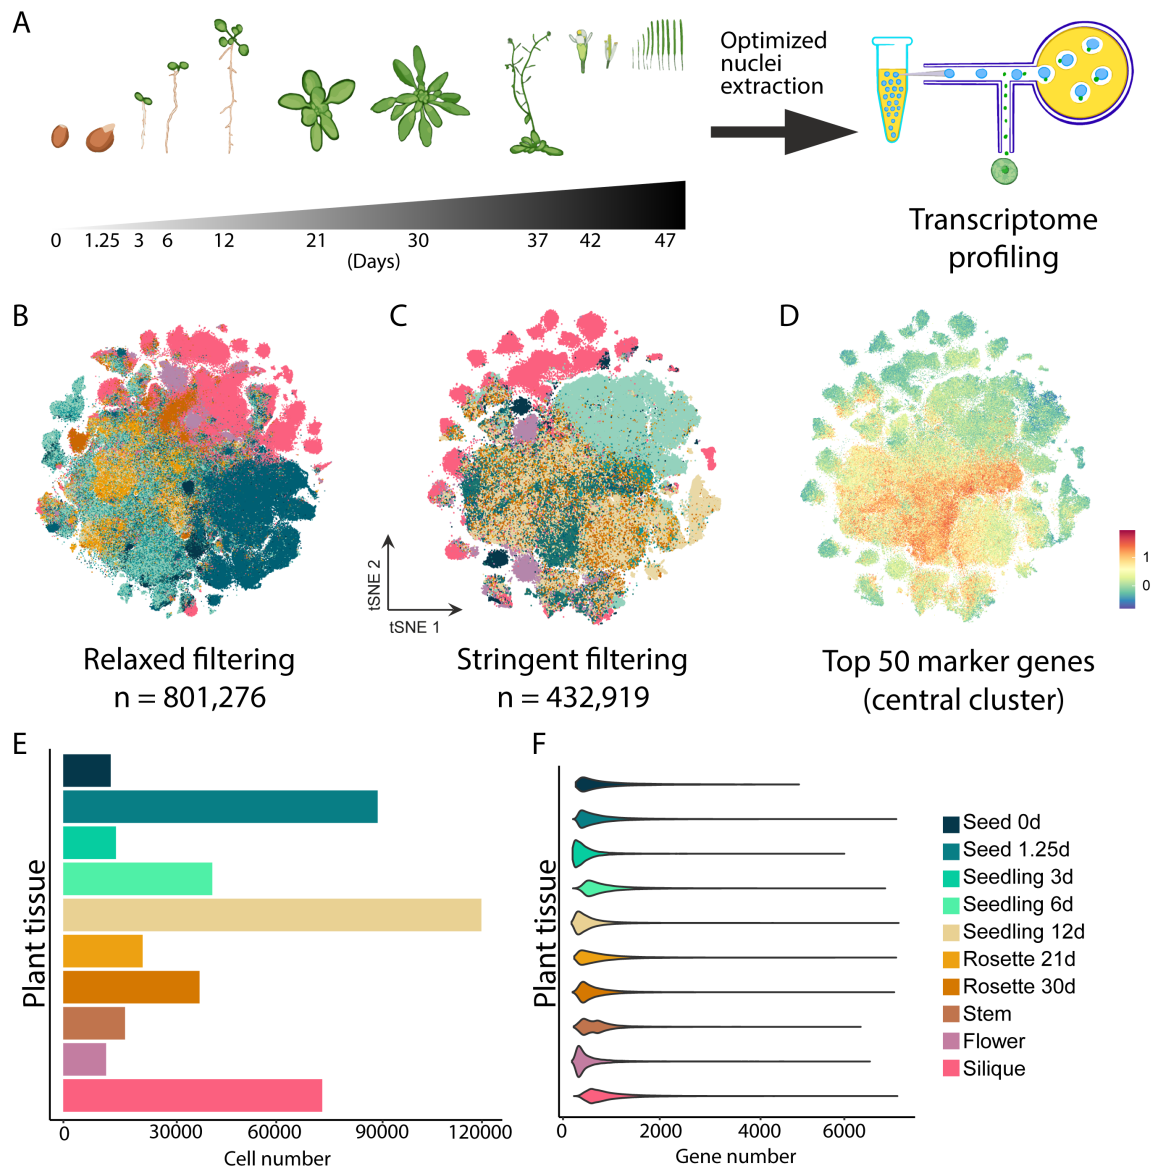 A
Optimized
nuclei
extraction
0 1.25 3 6 12 21 30 37 42 47
(Days)
Transcriptome
profiling
B
C
D
tSNE 2
tSNE 1
1
0
Relaxed filtering
n = 801,276
Stringent filtering
n = 432,919
Top 50 marker genes
(central cluster)
E
Plant tissue
0 30000 60000 90000 120000
Cell number
F
Plant tissue
0 2000 4000 6000
Gene number
Seed 0d
Seed 1.25d
Seedling 3d
Seedling 6d
Seedling 12d
Rosette 21d
Rosette 30d
Stem
Flower
Silique